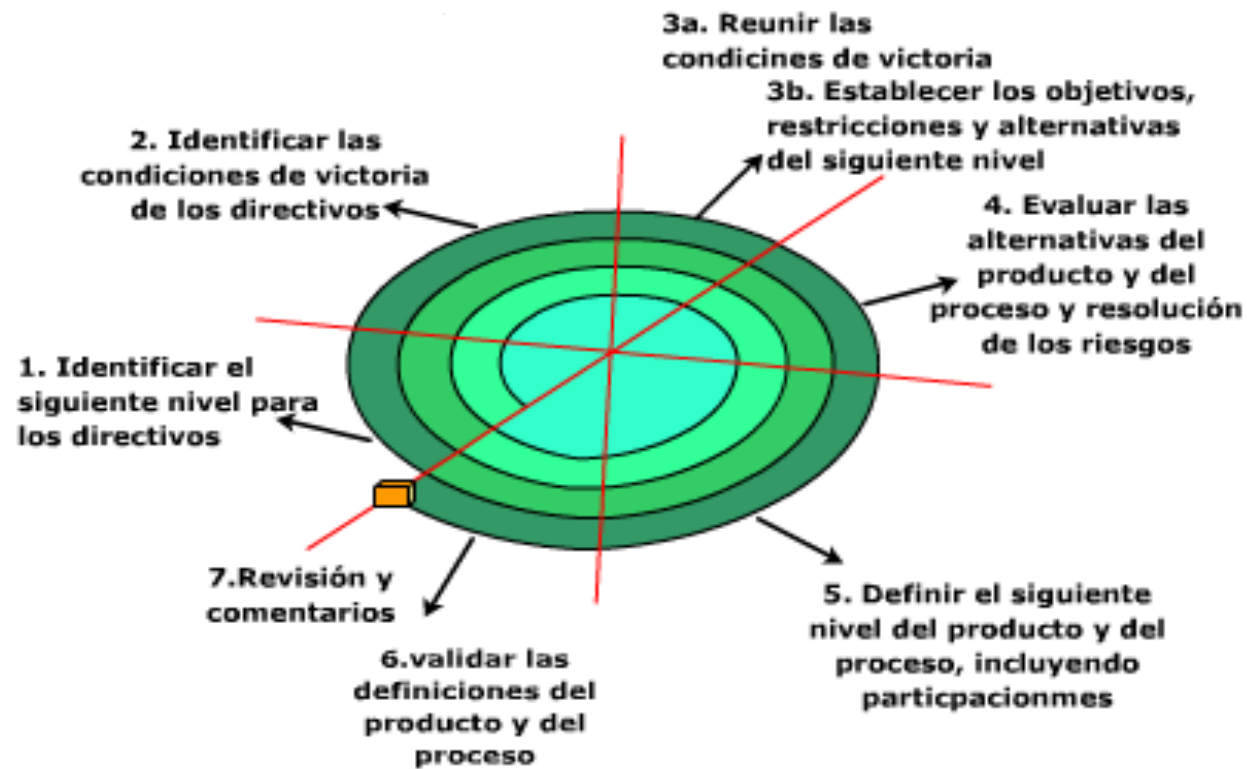 3a. Reunir las
condicines de victoria
3b. Establecer los objetivos,
restricciones y alternativas
del siguiente nivel
2. Identificar las
condiciones de victoria
de los directivos
4. Evaluar las
alternativas del
producto y del
proceso y resolución
de los riesgos
1. Identificar el
siguiente nivel para
los directivos
7.Revisión y
comentarios
5. Definir el siguiente
nivel del producto y del
proceso, incluyendo
particpacionmes
6.validar las
definiciones del
producto y del
proceso